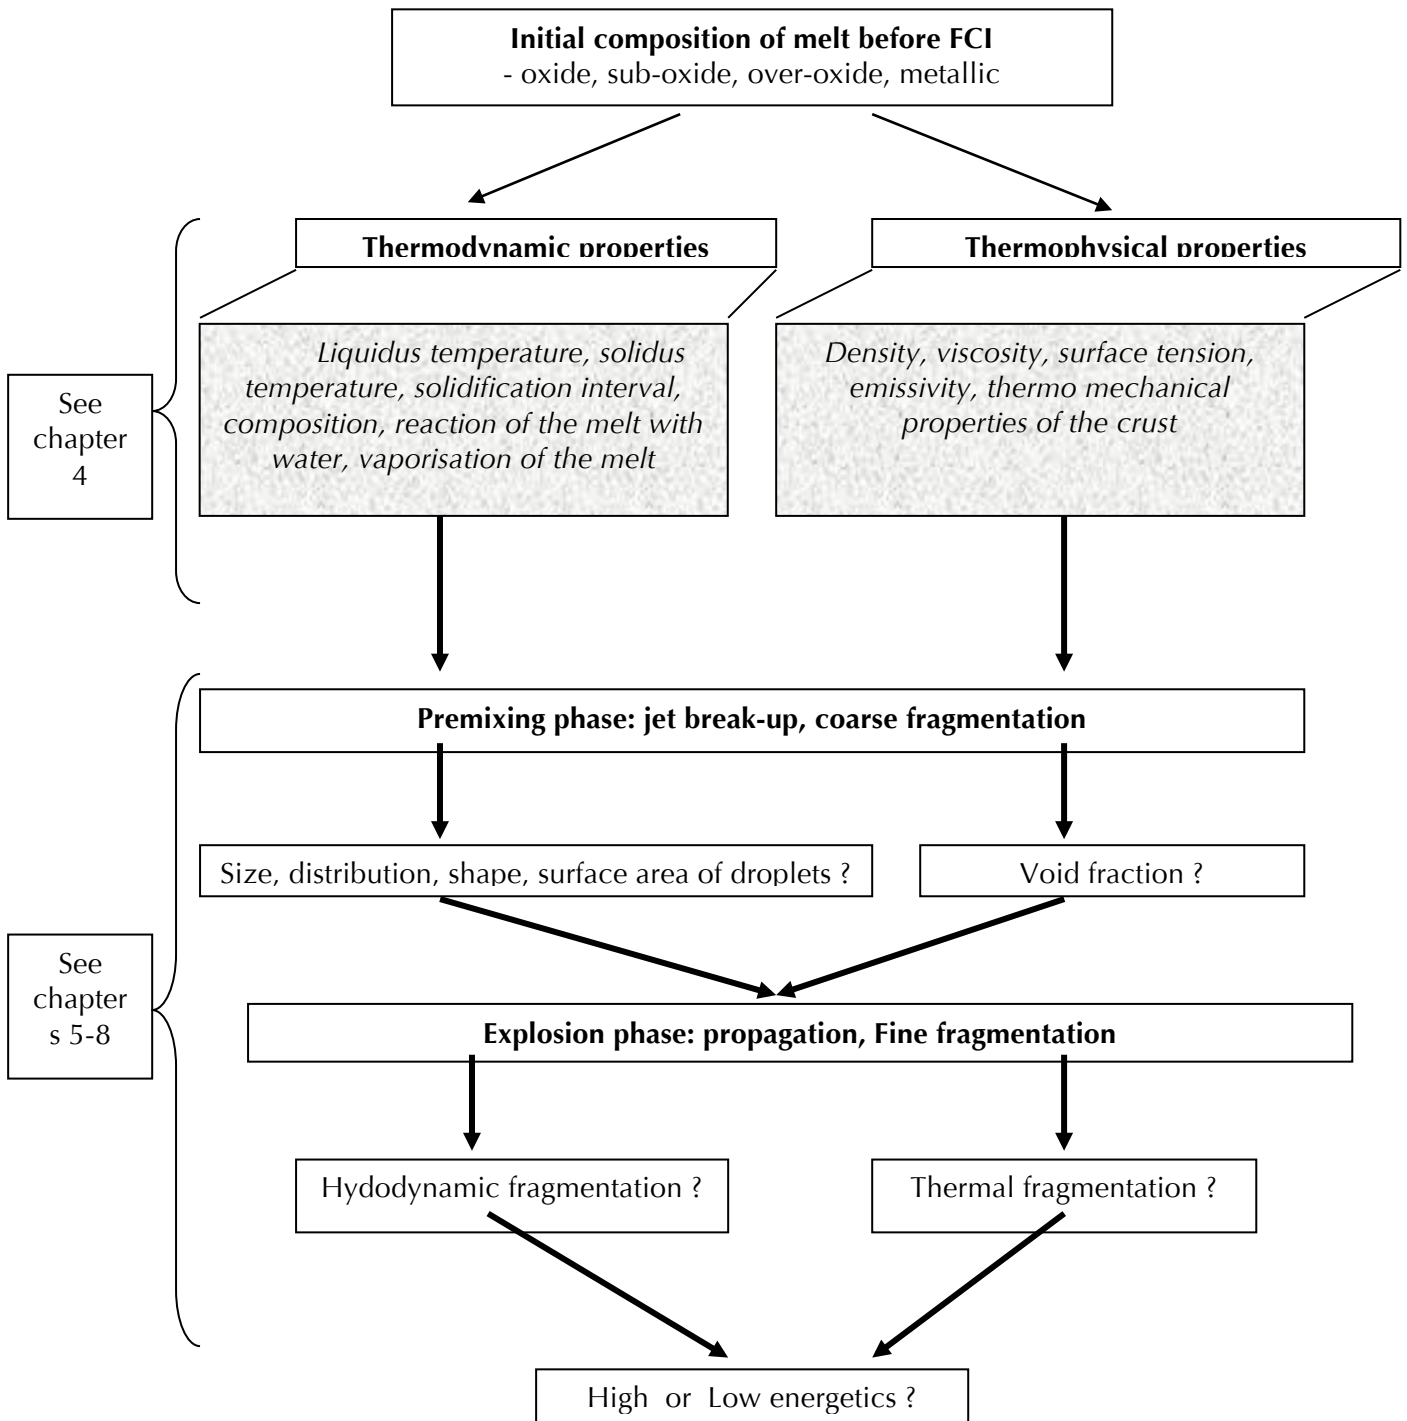 Initial composition of melt before FCI
- oxide, sub-oxide, over-oxide, metallic
Thermodynamic properties
Thermophysical properties
Liquidus temperature, solidus
temperature, solidification interval,
composition, reaction of the melt with
water, vaporisation of the melt
Density, viscosity, surface tension,
emissivity, thermo mechanical
properties of the crust
See
chapter
4
Premixing phase: jet break-up, coarse fragmentation
Size, distribution, shape, surface area of droplets ?
Void fraction ?
See
chapter
s 5-8
Explosion phase: propagation, Fine fragmentation
Hydodynamic fragmentation ?
Thermal fragmentation ?
High or Low energetics ?